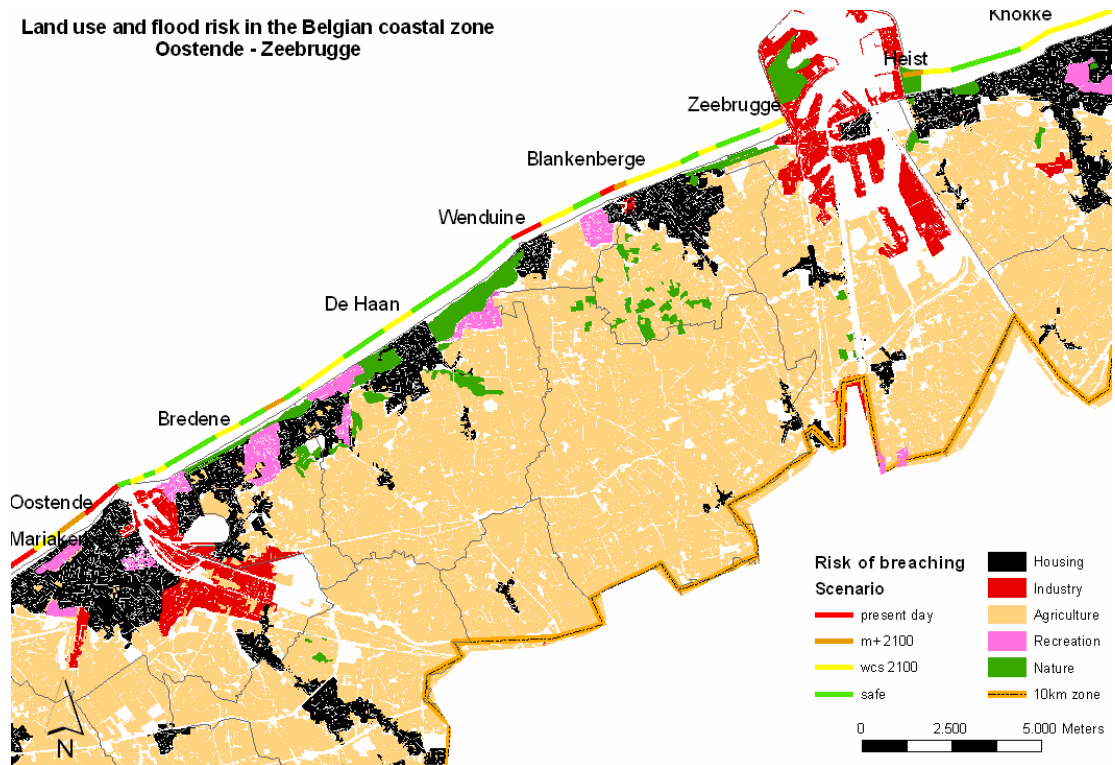 Land use and flood risk in the Belgian coastal zone
Oostende - Zeebrugge
Knokke
Heist
Zeebrugge
Blankenberge
Wenduine
De Haan
Bredene
Oostende
Mariaker
Risk of breaching
Scenario
present day
m+ 2100
wcs 2100
safe
Housing
Industry
Agriculture
Recreation
Nature
10km zone
0 2.500 5.000 Meters
N